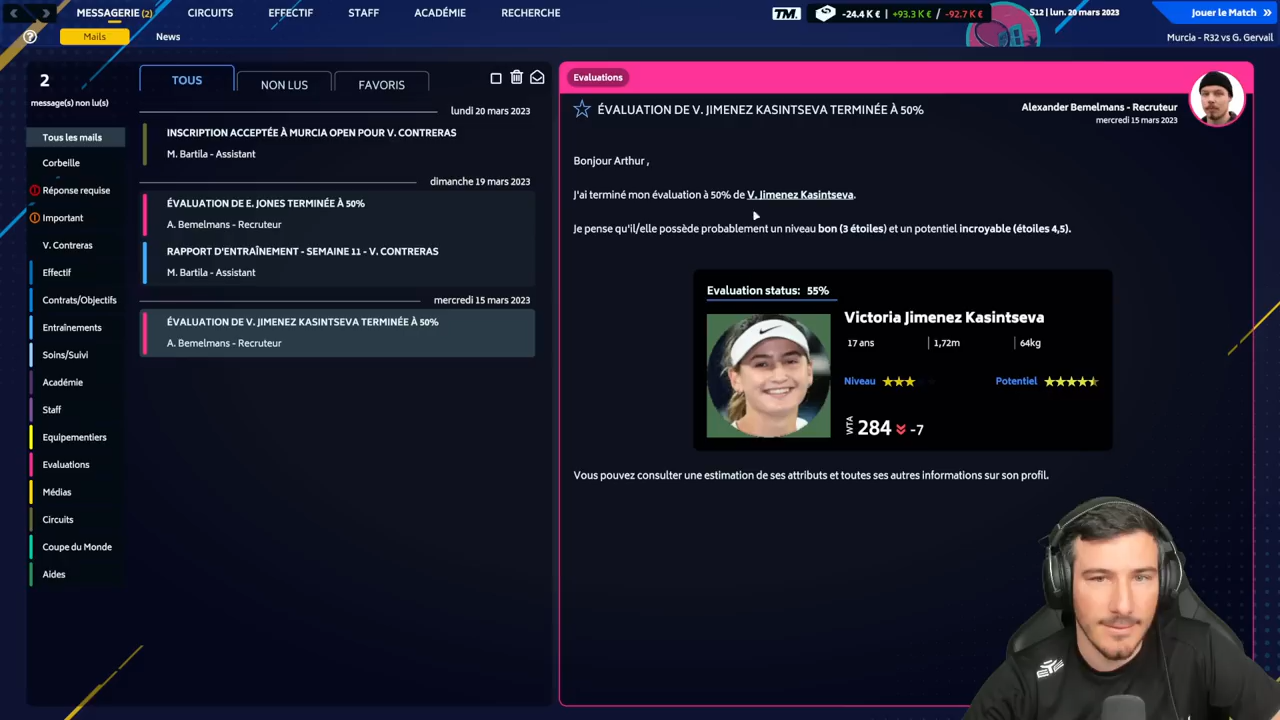 MESSAGERIE (2)
CIRCUITS
EFFECTIF
STAFF
ACADÉMIE
RECHERCHE
TM.
-24.4 K € | +93.3 K € / -92.7 K €
S12 | lun. 20 mars 2023
Jouer le Match
Mails
News
Murcia - R32 vs G. Gervail
2
message(s) non lu(s)
Tous les mails
Corbeille
Réponse requise
Important
V. Contreras
Effectif
Contrats/Objectifs
Entraînements
Soins/Suivi
Académie
Staff
Equipementiers
Evaluations
Médias
Circuits
Coupe du Monde
Aides
TOUS
NON LUS
FAVORIS
lundi 20 mars 2023
INSCRIPTION ACCEPTÉE À MURCIA OPEN POUR V. CONTRERAS
M. Bartila - Assistant
dimanche 19 mars 2023
ÉVALUATION DE E. JONES TERMINÉE À 50%
A. Bemelmans - Recruteur
RAPPORT D'ENTRAÎNEMENT - SEMAINE 11 - V. CONTRERAS
M. Bartila - Assistant
mercredi 15 mars 2023
ÉVALUATION DE V. JIMENEZ KASINTSEVA TERMINÉE À 50%
A. Bemelmans - Recruteur
Evaluations
ÉVALUATION DE V. JIMENEZ KASINTSEVA TERMINÉE À 50%
Alexander Bemelmans - Recruteur
mercredi 15 mars 2023
Bonjour Arthur ,
J'ai terminé mon évaluation à 50% de V. Jimenez Kasintseva.
Je pense qu'il/elle possède probablement un niveau bon (3 étoiles) et un potentiel incroyable (étoiles 4,5).
Evaluation status: 55%
Victoria Jimenez Kasintseva
17 ans
1,72m
64kg
Niveau
Potentiel
WTA 284 -7
Vous pouvez consulter une estimation de ses attributs et toutes ses autres informations sur son profil.